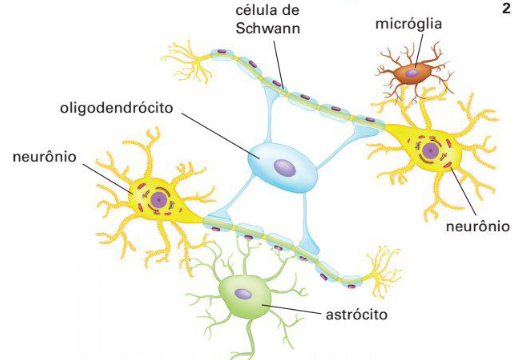 célula de
Schwann
micróglia
2
oligodendrócito
neurônio
neurônio
astrócito